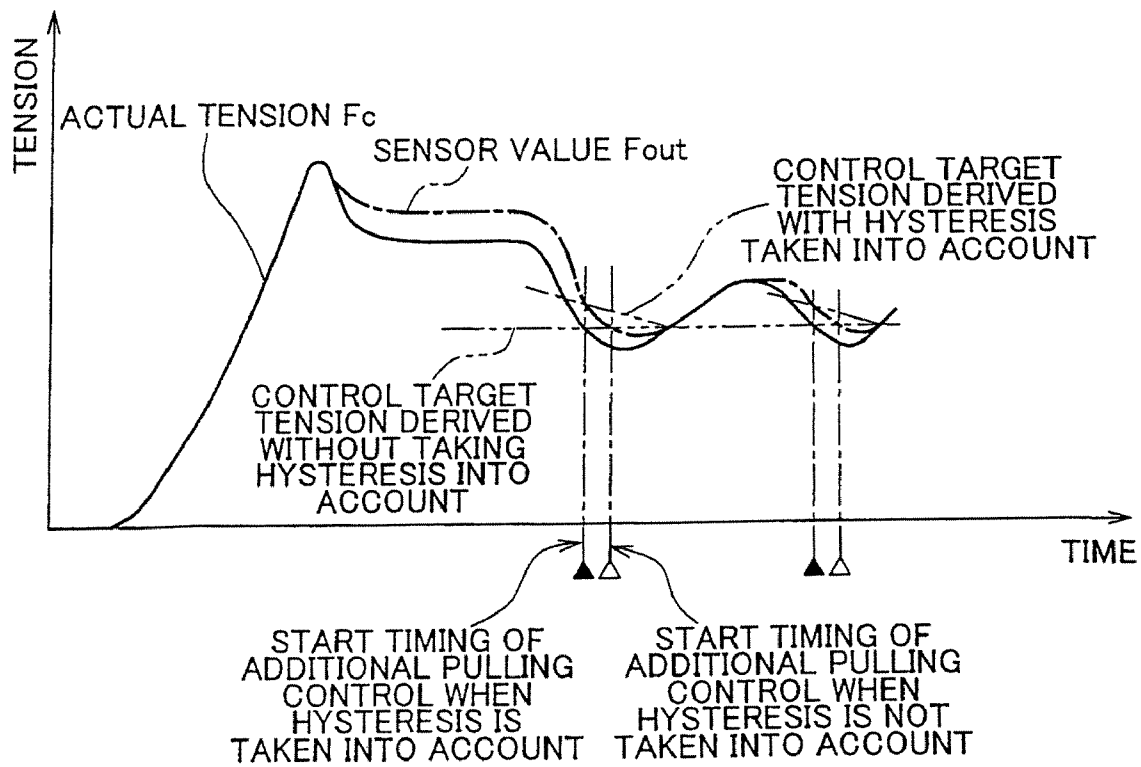 TENSION
ACTUAL TENSION Fc
SENSOR VALUE Fout
CONTROL TARGET
TENSION DERIVED
WITH HYSTERESIS
TAKEN INTO ACCOUNT
CONTROL TARGET
TENSION DERIVED
WITHOUT TAKING
HYSTERESIS INTO
ACCOUNT
TIME
START TIMING OF
ADDITIONAL PULLING
CONTROL WHEN
HYSTERESIS IS
TAKEN INTO ACCOUNT
START TIMING OF
ADDITIONAL PULLING
CONTROL WHEN
HYSTERESIS IS NOT
TAKEN INTO ACCOUNT